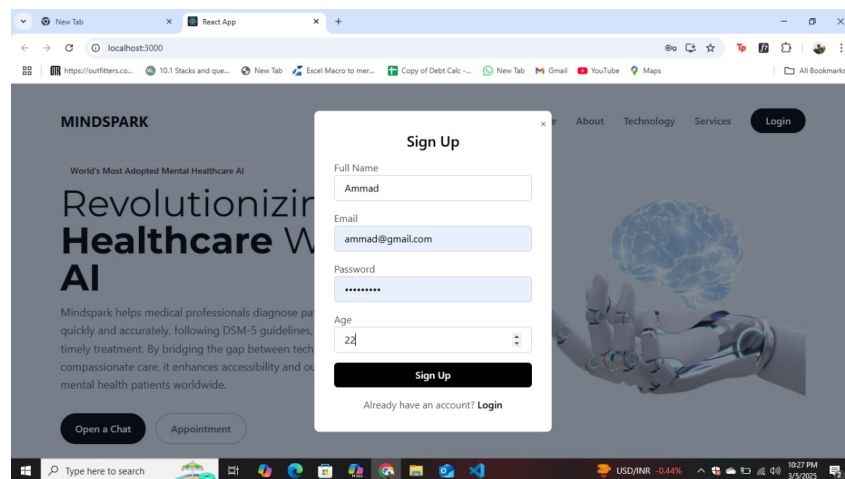 New Tab
React App
localhost:3000
https://outfitters.co...
10.1 Stacks and que...
New Tab
Excel Macro to mer...
Copy of Debt Calc -...
New Tab
Gmail
YouTube
Maps
All Bookmarks
MINDSPARK
About
Technology
Services
Login
World's Most Adopted Mental Healthcare AI
Revolutionizin
Healthcare W
AI
Mindspark helps medical professionals diagnose pa
quickly and accurately, following DSM-5 guidelines,
timely treatment. By bridging the gap between tech
compassionate care, it enhances accessibility and ou
mental health patients worldwide.
Open a Chat
Appointment
Sign Up
Full Name
Ammad
Email
ammad@gmail.com
Password
•••••••••
Age
22
Sign Up
Already have an account? Login
Type here to search
USD/INR -0.44%
10:27 PM
3/5/2025